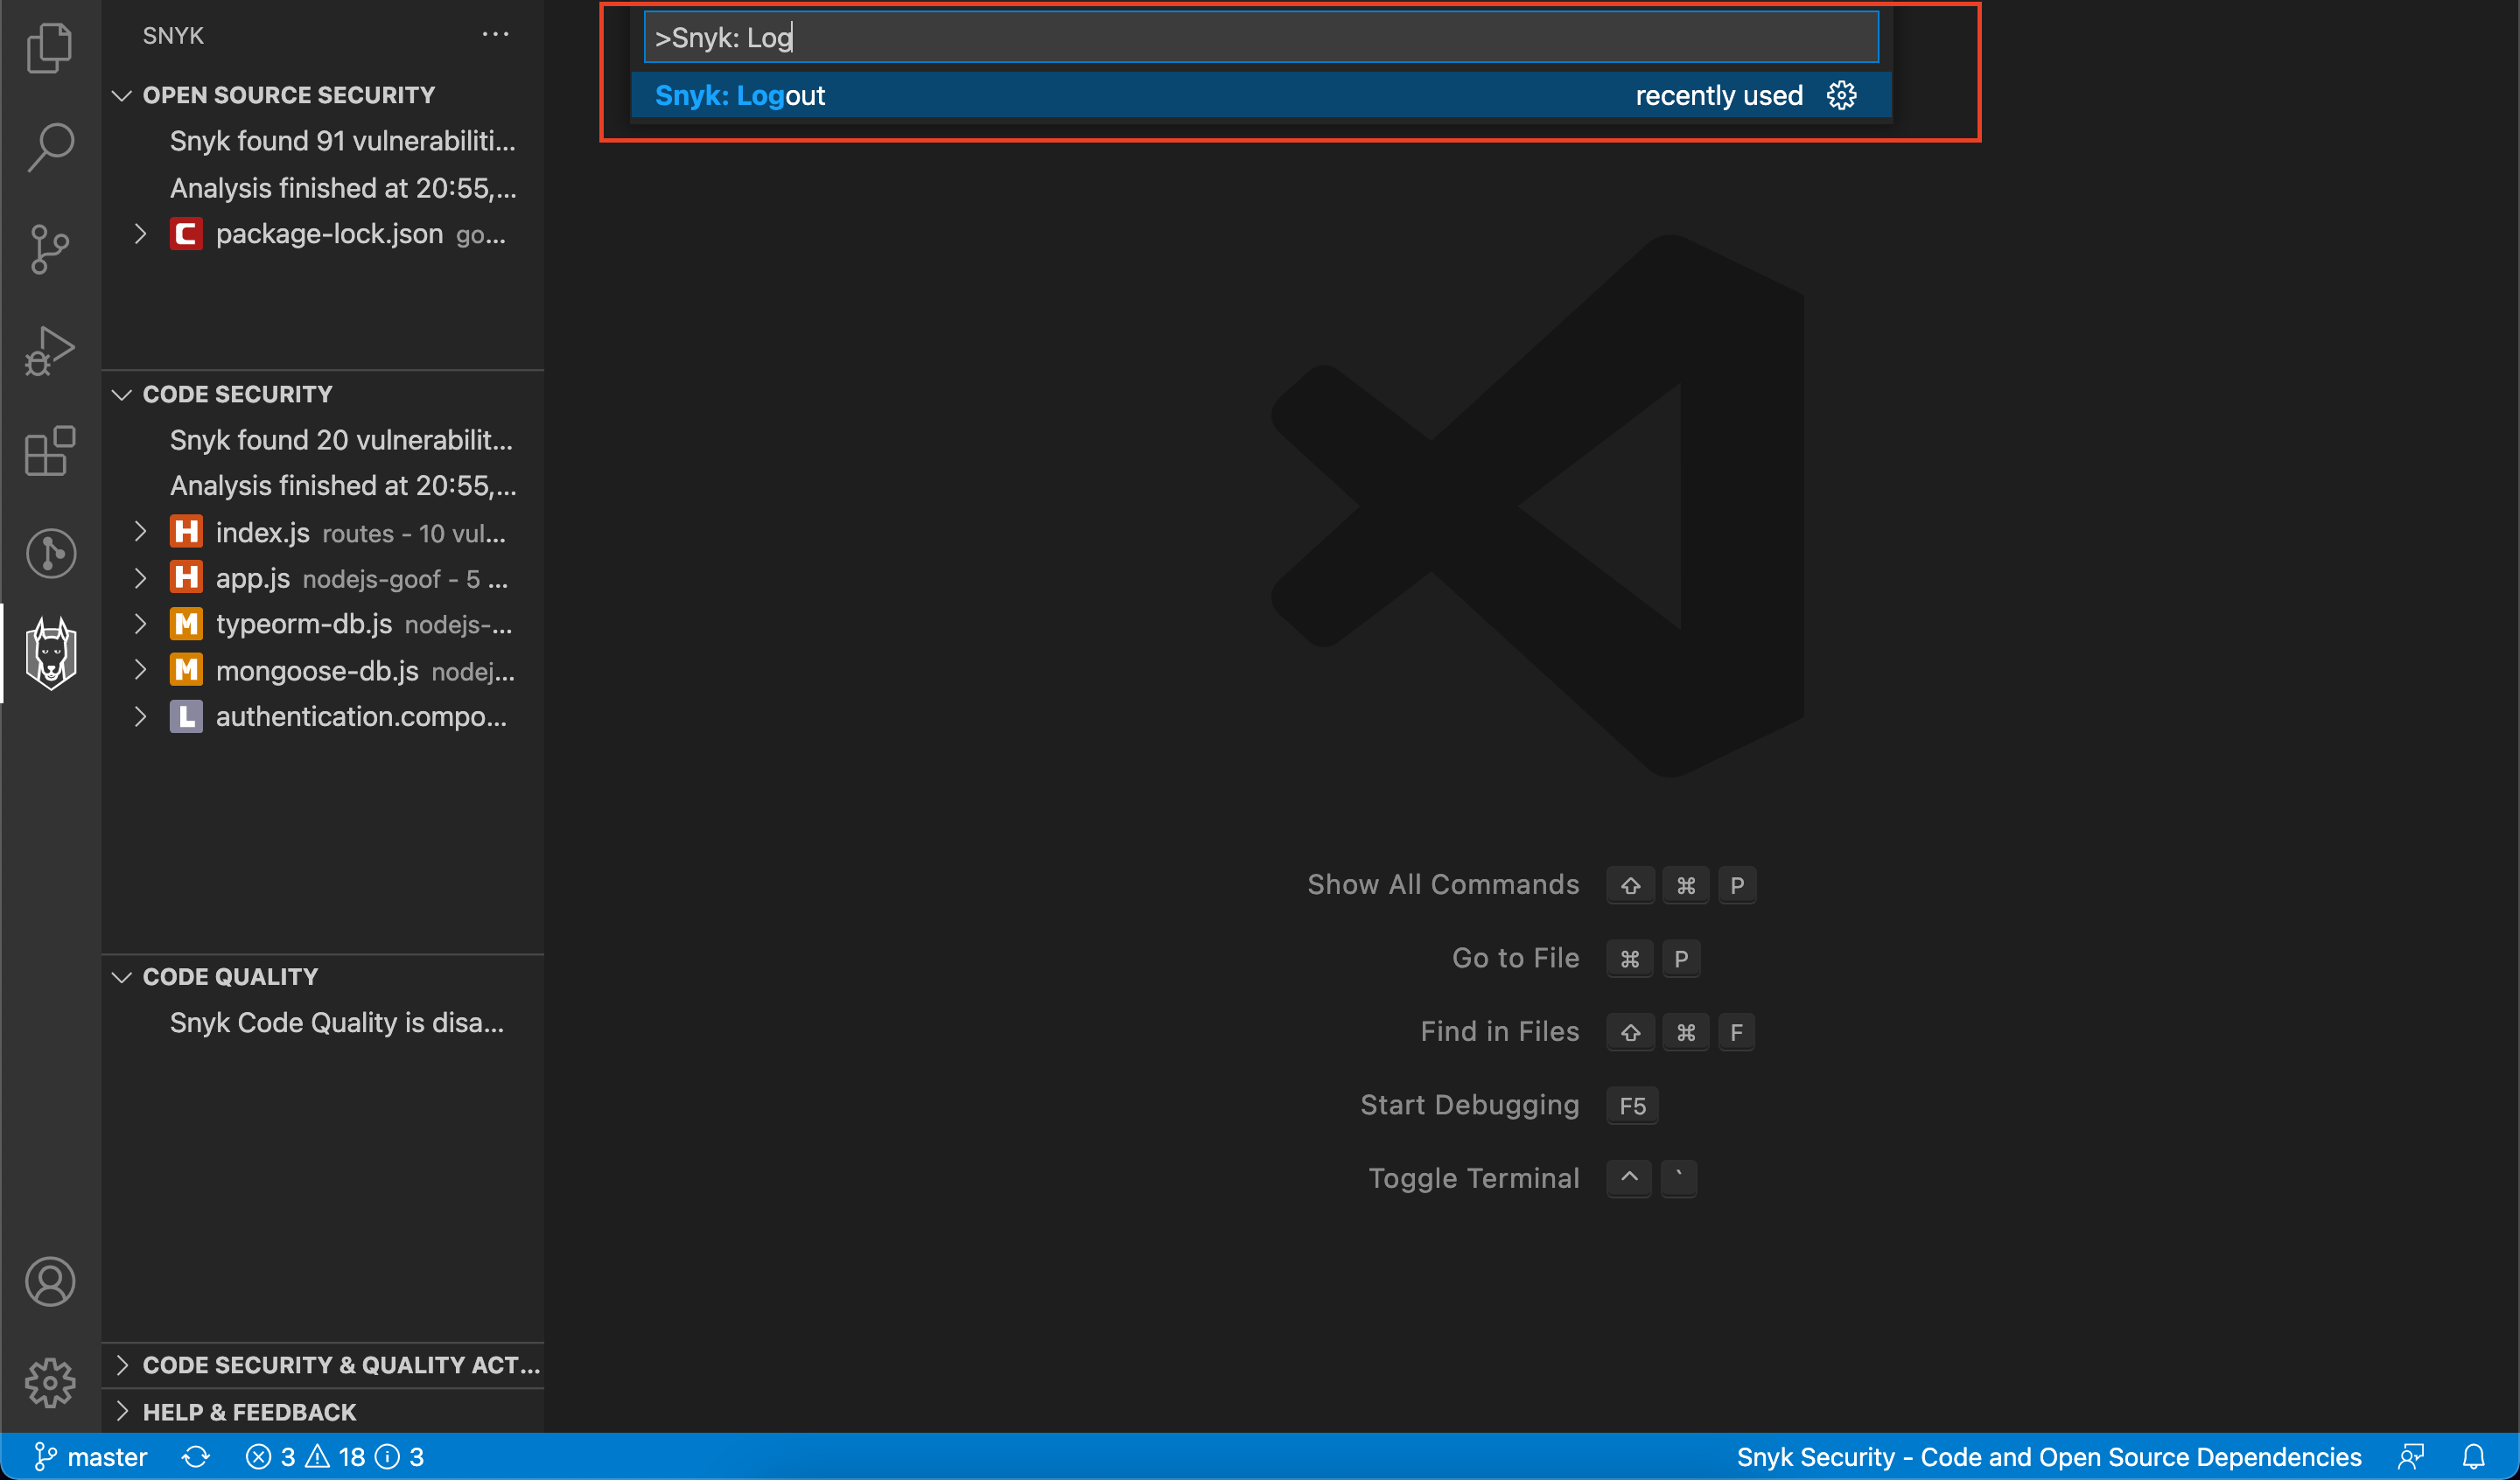 SNYK
OPEN SOURCE SECURITY
Snyk found 91 vulnerabiliti...
Analysis finished at 20:55,...
C package-lock.json go...
CODE SECURITY
Snyk found 20 vulnerabilit...
Analysis finished at 20:55,...
H index.js routes - 10 vul...
H app.js nodejs-goof - 5 ...
M typeorm-db.js nodejs-...
M mongoose-db.js nodej...
L authentication.compo...
CODE QUALITY
Snyk Code Quality is disa...
CODE SECURITY & QUALITY ACT...
HELP & FEEDBACK
>Snyk: Log
Snyk: Logout recently used
Show All Commands ⇧ ⌘ P
Go to File ⌘ P
Find in Files ⇧ ⌘ F
Start Debugging F5
Toggle Terminal ^ `
master 3 18 3
Snyk Security - Code and Open Source Dependencies